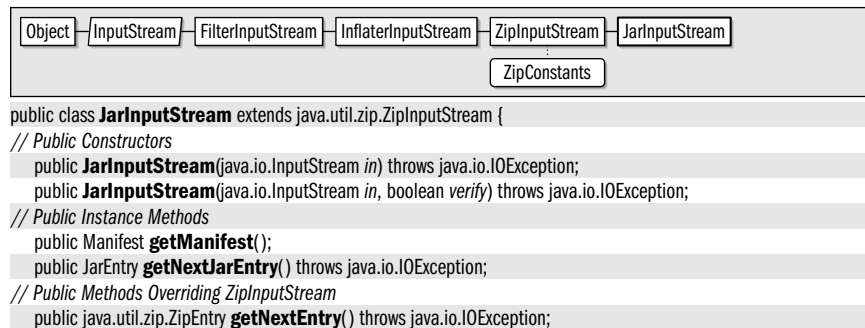 Object InputStream FilterInputStream InflaterInputStream ZipInputStream JarInputStream
ZipConstants
public class JarInputStream extends java.util.zip.ZipInputStream {
// Public Constructors
public JarInputStream(java.io.InputStream in) throws java.io.IOException;
public JarInputStream(java.io.InputStream in, boolean verify) throws java.io.IOException;
// Public Instance Methods
public Manifest getManifest();
public JarEntry getNextJarEntry() throws java.io.IOException;
// Public Methods Overriding ZipInputStream
public java.util.zip.ZipEntry getNextEntry() throws java.io.IOException;